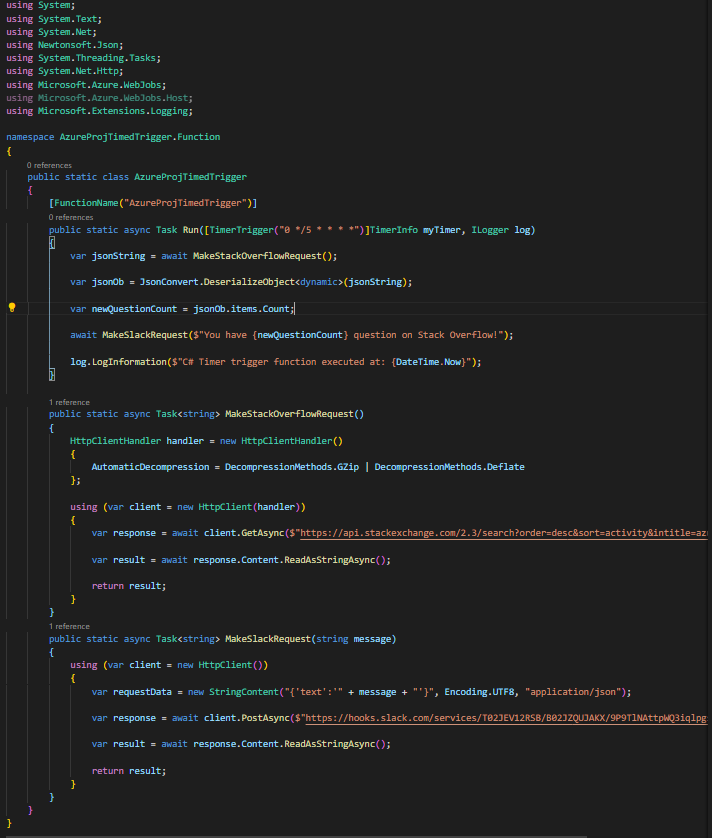 using System;
using System.Text;
using System.Net;
using Newtonsoft.Json;
using System.Threading.Tasks;
using System.Net.Http;
using Microsoft.Azure.WebJobs;
using Microsoft.Azure.WebJobs.Host;
using Microsoft.Extensions.Logging;
namespace AzureProjTimedTrigger.Function
{
0 references
public static class AzureProjTimedTrigger
{
[FunctionName("AzureProjTimedTrigger")]
0 references
public static async Task Run([TimerTrigger("0 */5 * * * *")]TimerInfo myTimer, ILogger log)
{
var jsonString = await MakeStackOverflowRequest();
var jsonOb = JsonConvert.DeserializeObject<dynamic>(jsonString);
var newQuestionCount = jsonOb.items.Count;
await MakeSlackRequest($"You have {newQuestionCount} question on Stack Overflow!");
log.LogInformation($"C# Timer trigger function executed at: {DateTime.Now}");
}
1 reference
public static async Task<string> MakeStackOverflowRequest()
{
HttpClientHandler handler = new HttpClientHandler()
{
AutomaticDecompression = DecompressionMethods.GZip | DecompressionMethods.Deflate
};
using (var client = new HttpClient(handler))
{
var response = await client.GetAsync($"https://api.stackexchange.com/2.3/search?order=desc&sort=activity&intitle=az
var result = await response.Content.ReadAsStringAsync();
return result;
}
}
1 reference
public static async Task<string> MakeSlackRequest(string message)
{
using (var client = new HttpClient())
{
var requestData = new StringContent("{'text':'" + message + "'}", Encoding.UTF8, "application/json");
var response = await client.PostAsync($"https://hooks.slack.com/services/T02JEV12RSB/B02JZQUJAKX/9P9TlNAttpWQ3iqlpg
var result = await response.Content.ReadAsStringAsync();
return result;
}
}
}
}